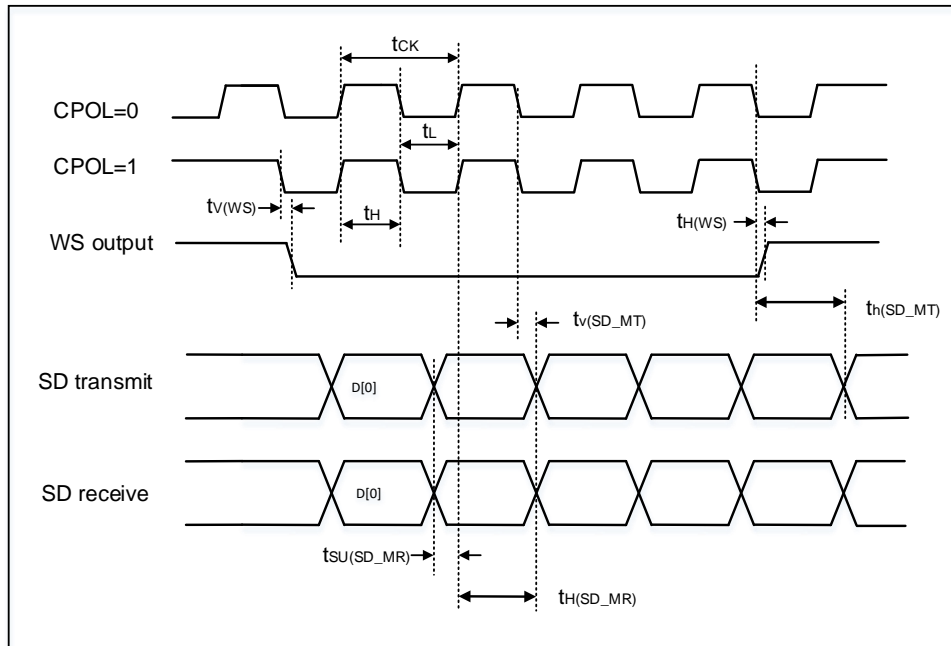 tCK
CPOL=0
tL
CPOL=1
tV(WS)
tH
tH(WS)
WS output
tv(SD_MT)
th(SD_MT)
SD transmit
D[0]
SD receive
D[0]
tSU(SD_MR)
tH(SD_MR)